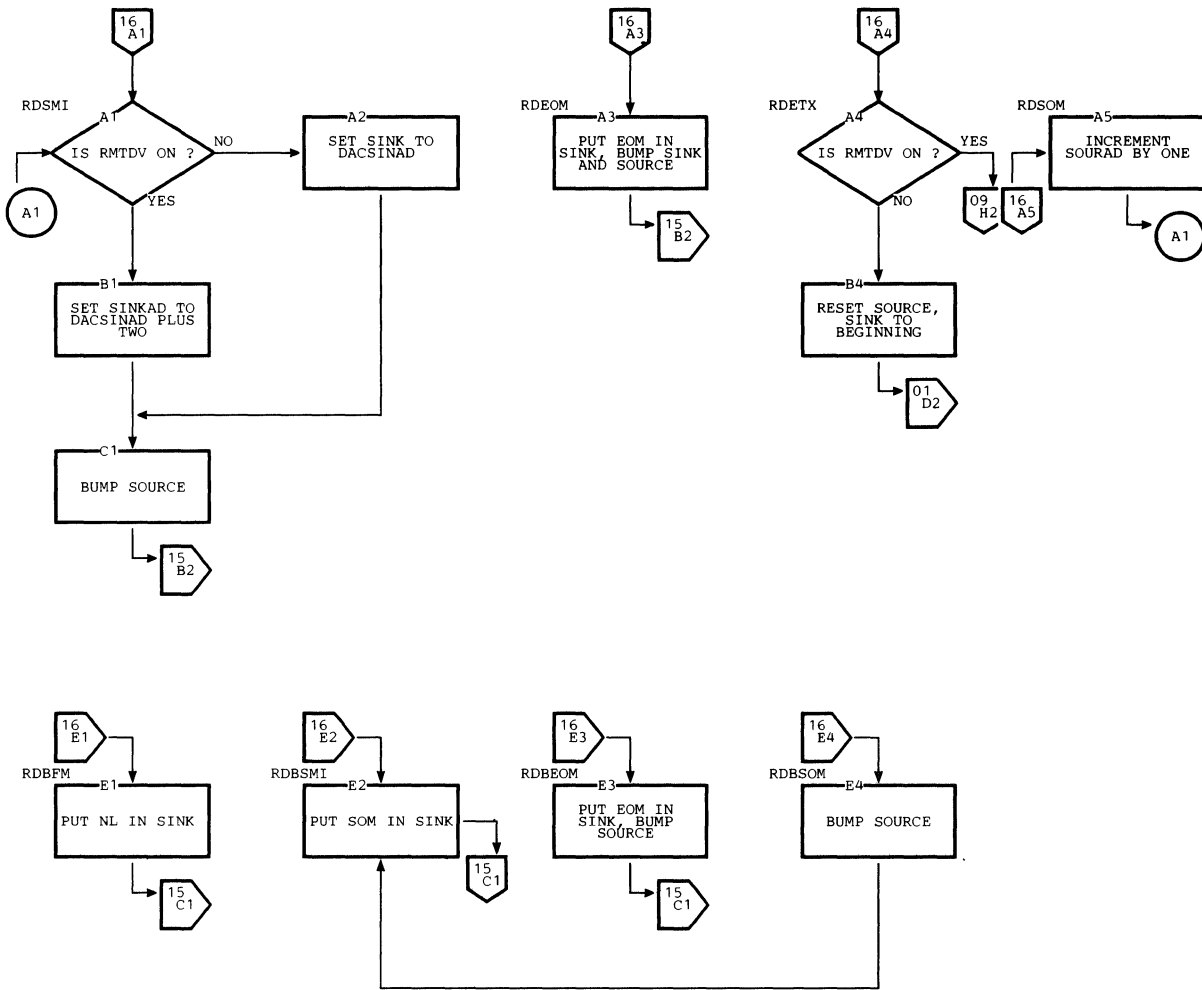 16
A1
RDSMI
A1
IS RMTDV ON ?
NO
YES
A1
A2
SET SINK TO
DACSINAD
B1
SET SINKAD TO
DACSINAD PLUS
TWO
C1
BUMP SOURCE
15
B2
16
A3
RDEOM
A3
PUT EOM IN
SINK, BUMP SINK
AND SOURCE
15
B2
16
A4
RDETX
A4
IS RMTDV ON ?
YES
NO
09
H2
16
A5
RDSOM
A5
INCREMENT
SOURAD BY ONE
A1
B4
RESET SOURCE,
SINK TO
BEGINNING
01
D2
16
E1
RDBFM
E1
PUT NL IN SINK
15
C1
16
E2
RDBSMI
E2
PUT SOM IN SINK
15
C1
16
E3
RDBEOM
E3
PUT EOM IN
SINK, BUMP
SOURCE
15
C1
16
E4
RDBSOM
E4
BUMP SOURCE